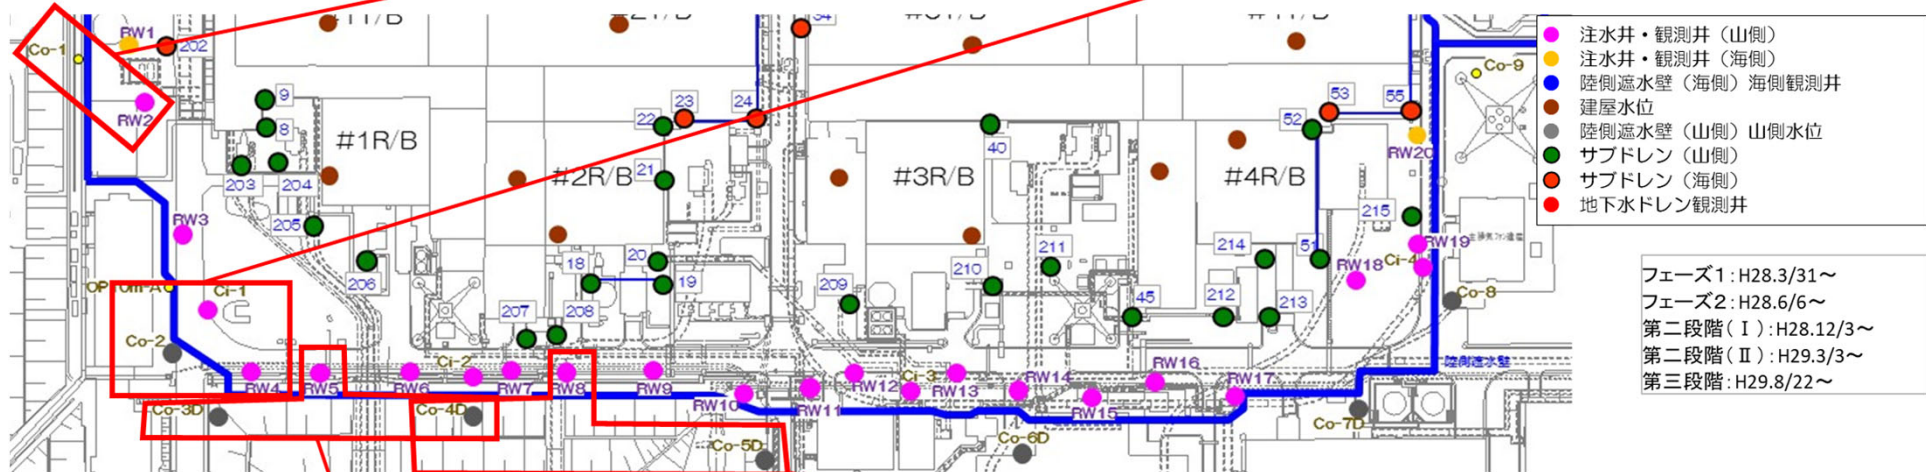 RW1
202
Co-1
RW2
9
8
#1R/B
203
204
RW3
205
206
Ci-1
Co-2
22
23
24
21
#2R/B
18
20
19
207
208
#3R/B
40
209
210
211
52
53
55
RW20
Co-9
#4R/B
215
214
51
RW19
RW18
Ci-4
Co-8
45
212
213
RW4
RW5
RW6
Ci-2
RW7
RW8
RW9
RW10
RW11
RW12
Ci-3
RW13
RW14
RW15
RW16
RW17
陸側遮水壁
Co-3D
Co-4D
Co-5D
Co-6D
Co-7D
注水井・観測井(山側)
注水井・観測井(海側)
陸側遮水壁(海側)海側観測井
建屋水位
陸側遮水壁(山側)山側水位
サブドレン(山側)
サブドレン(海側)
地下水ドレン観測井
フェーズ1:H28.3/31~
フェーズ2:H28.6/6~
第二段階(Ⅰ):H28.12/3~
第二段階(Ⅱ):H29.3/3~
第三段階:H29.8/22~